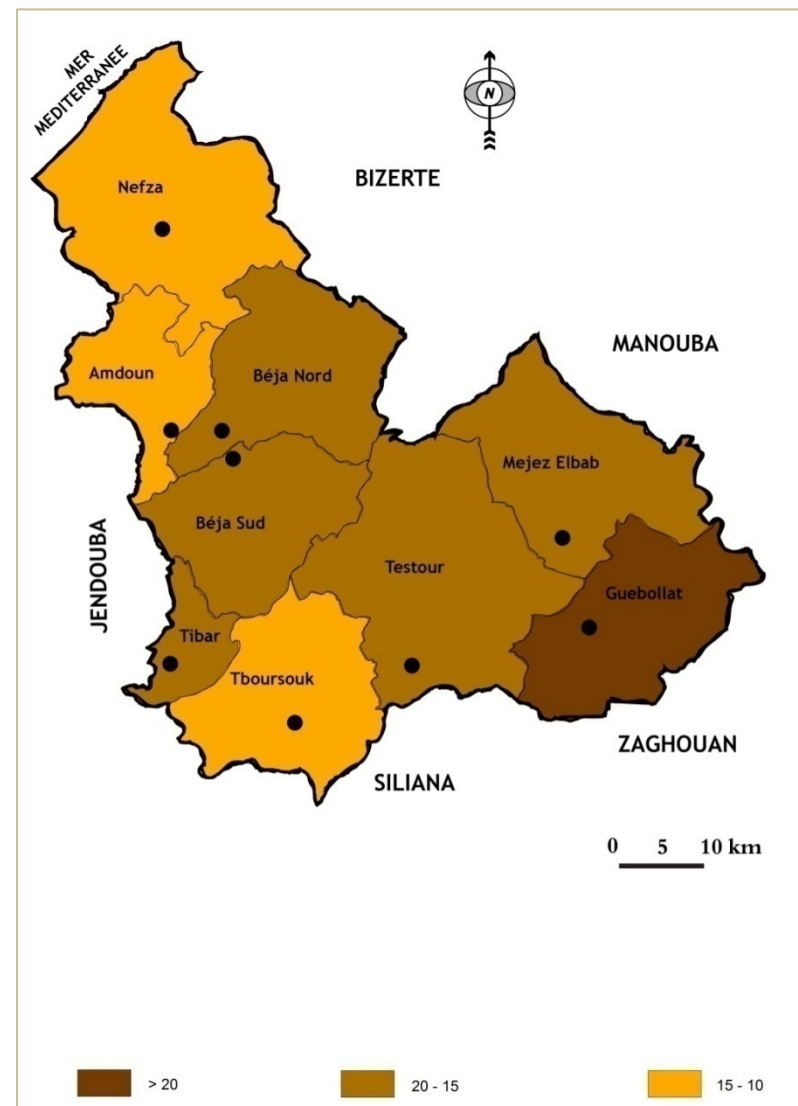 MER
MEDITERRANEE
N
BIZERTE
Nefza
MANOUBA
Amdoun
Béja Nord
Mejez Elbab
Béja Sud
JENDOUBA
Testour
Guebollat
Tibar
Tboursouk
ZAGHOUAN
SILIANA
0 5 10 km
> 20 20 - 15 15 - 10